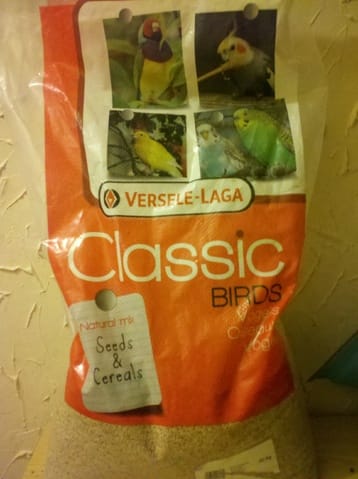 VERSELE-LAGA
Classic
BIRDS
Natural mix
Seeds
&
Cereals